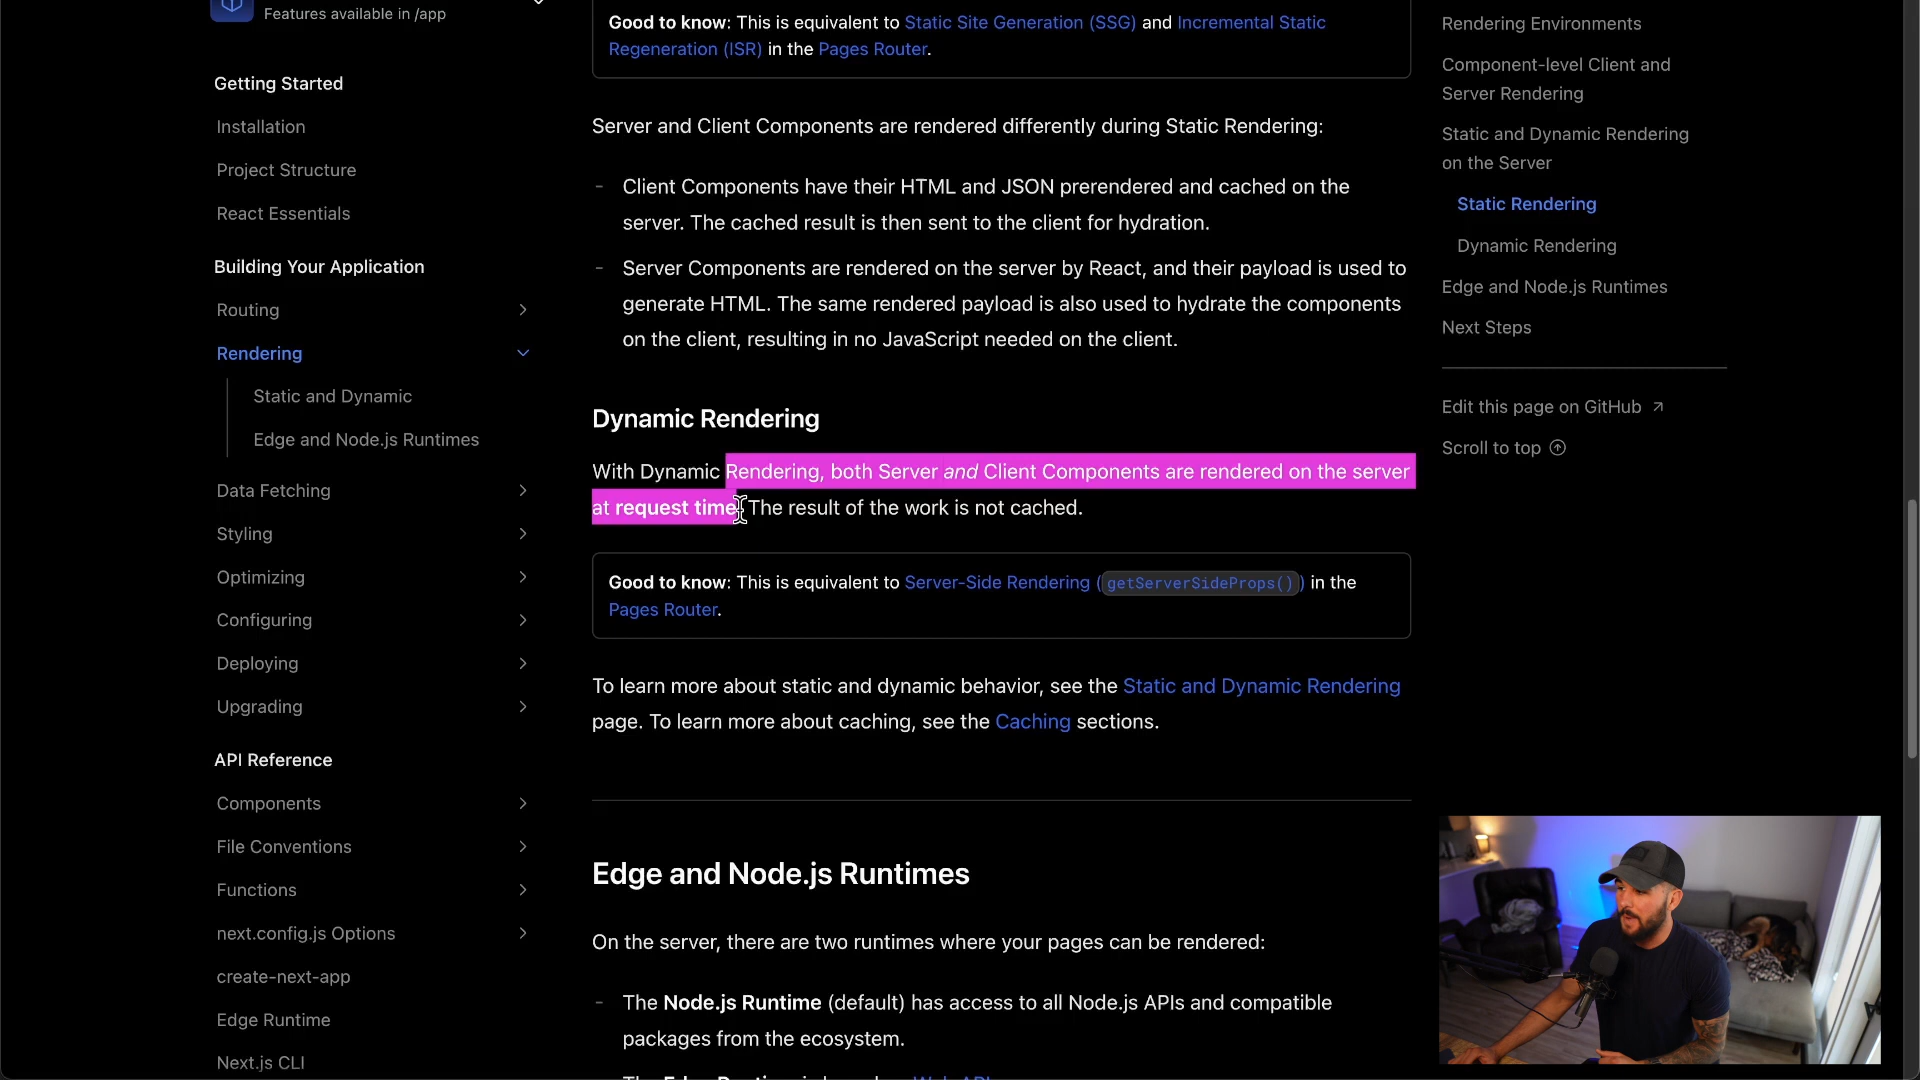 Features available in /app
Getting Started
Installation
Project Structure
React Essentials
Building Your Application
Routing
Rendering
Static and Dynamic
Edge and Node.js Runtimes
Data Fetching
Styling
Optimizing
Configuring
Deploying
Upgrading
API Reference
Components
File Conventions
Functions
next.config.js Options
create-next-app
Edge Runtime
Next.js CLI
Good to know: This is equivalent to Static Site Generation (SSG) and Incremental Static
Regeneration (ISR) in the Pages Router.
Server and Client Components are rendered differently during Static Rendering:
- Client Components have their HTML and JSON prerendered and cached on the
server. The cached result is then sent to the client for hydration.
- Server Components are rendered on the server by React, and their payload is used to
generate HTML. The same rendered payload is also used to hydrate the components
on the client, resulting in no JavaScript needed on the client.
Dynamic Rendering
With Dynamic Rendering, both Server and Client Components are rendered on the server
at request time. The result of the work is not cached.
Good to know: This is equivalent to Server-Side Rendering (getServerSideProps()) in the
Pages Router.
To learn more about static and dynamic behavior, see the Static and Dynamic Rendering
page. To learn more about caching, see the Caching sections.
Edge and Node.js Runtimes
On the server, there are two runtimes where your pages can be rendered:
- The Node.js Runtime (default) has access to all Node.js APIs and compatible
packages from the ecosystem.
Rendering Environments
Component-level Client and
Server Rendering
Static and Dynamic Rendering
on the Server
Static Rendering
Dynamic Rendering
Edge and Node.js Runtimes
Next Steps
Edit this page on GitHub
Scroll to top